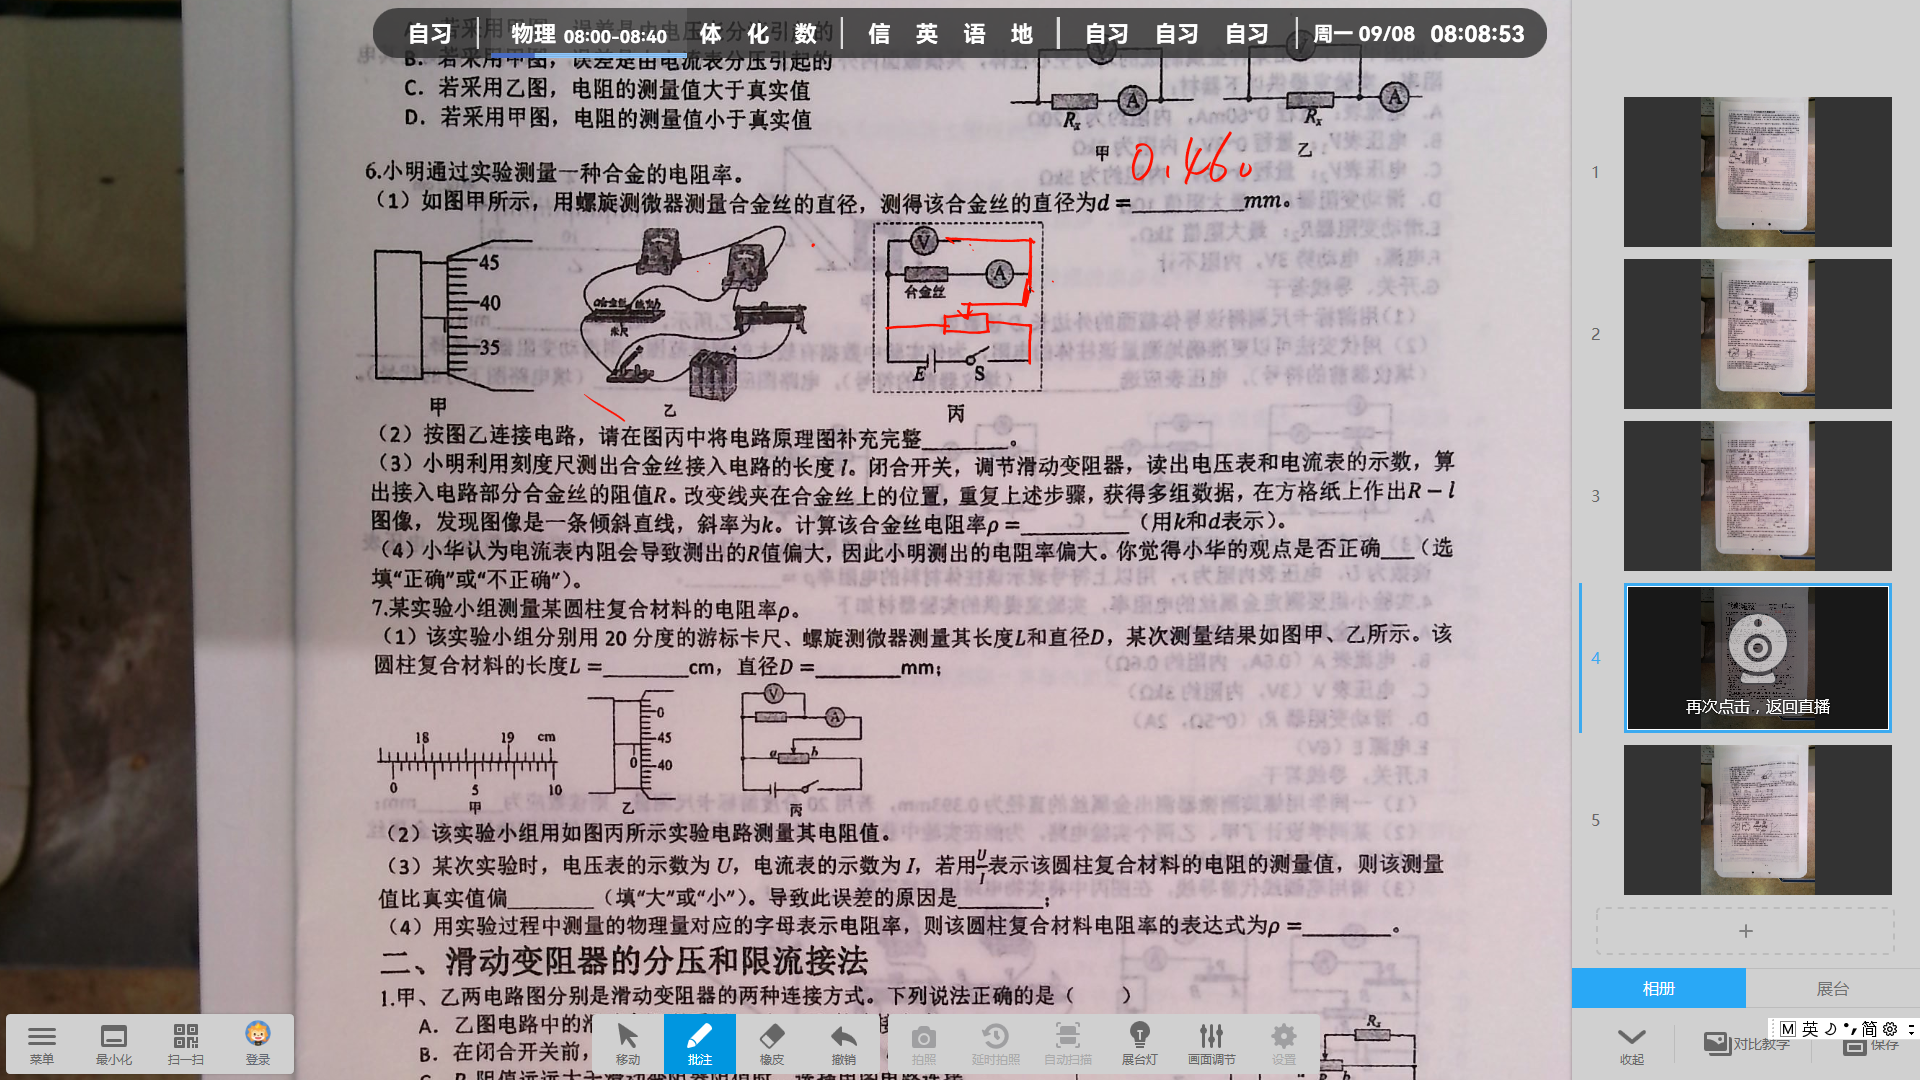 自习 物理 08:00-08:40 体 化 数 信 英 语 地 自习 自习 自习 周一 09/08 08:08:53
B. 若采用甲图，误差是由电流表分压引起的
C. 若采用乙图，电阻的测量值大于真实值
D. 若采用甲图，电阻的测量值小于真实值
V A Rx 甲
V A Rx 乙
0.460
6.小明通过实验测量一种合金的电阻率。
（1）如图甲所示，用螺旋测微器测量合金丝的直径，测得该合金丝的直径为d =________mm。
45
40
35
甲
合金丝
米尺
乙
V
A
合金丝
E S
丙
（2）按图乙连接电路，请在图丙中将电路原理图补充完整________。
（3）小明利用刻度尺测出合金丝接入电路的长度 l。闭合开关，调节滑动变阻器，读出电压表和电流表的示数，算
出接入电路部分合金丝的阻值R。改变线夹在合金丝上的位置，重复上述步骤，获得多组数据，在方格纸上作出R－l
图像，发现图像是一条倾斜直线，斜率为k。计算该合金丝电阻率ρ =__________（用k和d表示）。
（4）小华认为电流表内阻会导致测出的R值偏大，因此小明测出的电阻率偏大。你觉得小华的观点是否正确___（选
填“正确”或“不正确”）。
7.某实验小组测量某圆柱复合材料的电阻率ρ。
（1）该实验小组分别用 20 分度的游标卡尺、螺旋测微器测量其长度L和直径D，某次测量结果如图甲、乙所示。该
圆柱复合材料的长度L =________cm，直径D =________mm；
18 19 cm
0 5 10
甲
0
45
0 40
乙
V
A
a b
丙
（2）该实验小组用如图丙所示实验电路测量其电阻值。
（3）某次实验时，电压表的示数为 U，电流表的示数为 I，若用U/I表示该圆柱复合材料的电阻的测量值，则该测量
值比真实值偏________（填“大”或“小”）。导致此误差的原因是________；
（4）用实验过程中测量的物理量对应的字母表示电阻率，则该圆柱复合材料电阻率的表达式为ρ =________。
二、滑动变阻器的分压和限流接法
1.甲、乙两电路图分别是滑动变阻器的两种连接方式。下列说法正确的是（ ）
A. 乙图电路中的滑
B. 在闭合开关前，
Rx
1
2
3
4
再次点击，返回直播
5
+
相册 展台
菜单 最小化 扫一扫 登录 移动 批注 橡皮 撤销 拍照 延时拍照 自动扫描 展台灯 画面调节 设置 收起 对比教学 保存
M 英 简